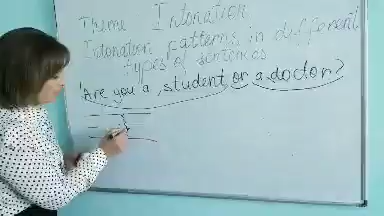 Theme Intonation
Intonation patterns in different
types of sentences
'Are you a ,student or a doctor?